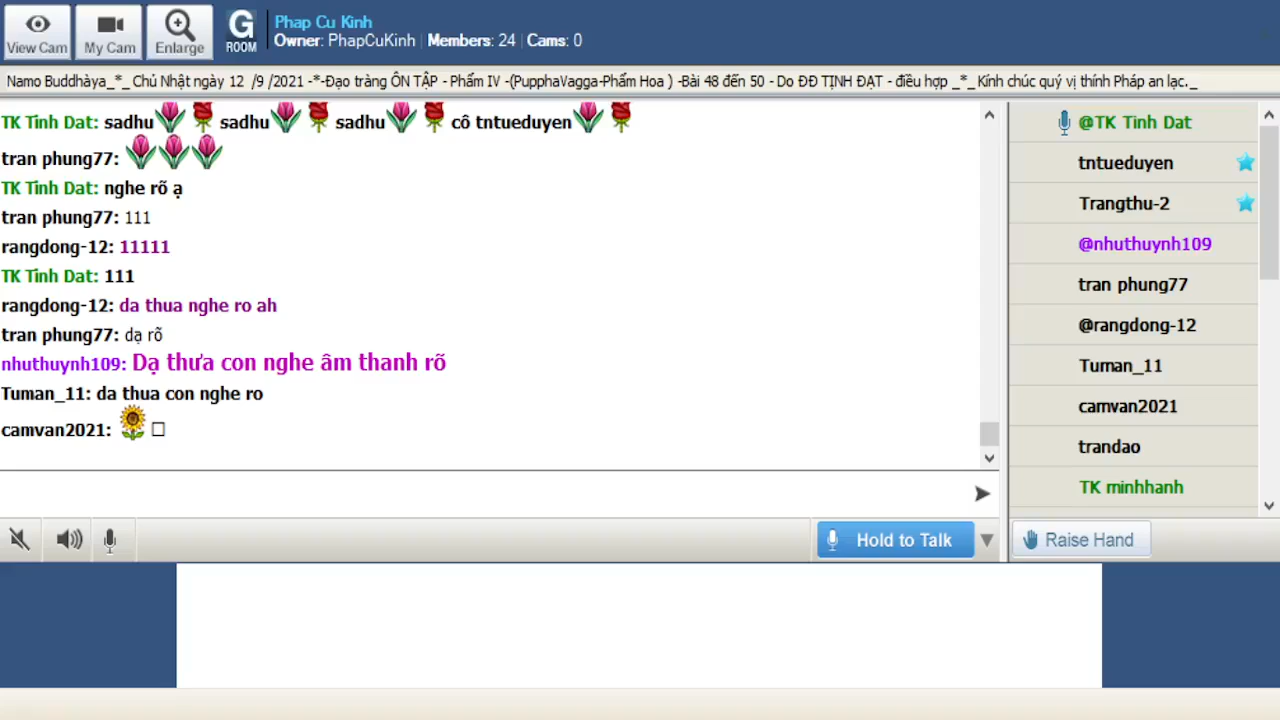 View Cam
My Cam
Enlarge
G ROOM
Phap Cu Kinh
Owner: PhapCuKinh | Members: 24 | Cams: 0
Namo Buddhàya_*_ Chủ Nhật ngày 12 /9 /2021 -*-Đạo tràng ÔN TẬP - Phẩm IV -(PupphaVagga-Phẩm Hoa ) -Bài 48 đến 50 - Do ĐĐ TỊNH ĐẠT - điều hợp _*_Kính chúc quý vị thính Pháp an lạc._
TK Tinh Dat: sadhu sadhu sadhu cô tntueduyen
tran phung77:
TK Tinh Dat: nghe rõ ạ
tran phung77: 111
rangdong-12: 11111
TK Tinh Dat: 111
rangdong-12: da thua nghe ro ah
tran phung77: dạ rõ
nhuthuynh109: Dạ thưa con nghe âm thanh rõ
Tuman_11: da thua con nghe ro
camvan2021:
@TK Tinh Dat
tntueduyen
Trangthu-2
@nhuthuynh109
tran phung77
@rangdong-12
Tuman_11
camvan2021
trandao
TK minhhanh
Hold to Talk
Raise Hand